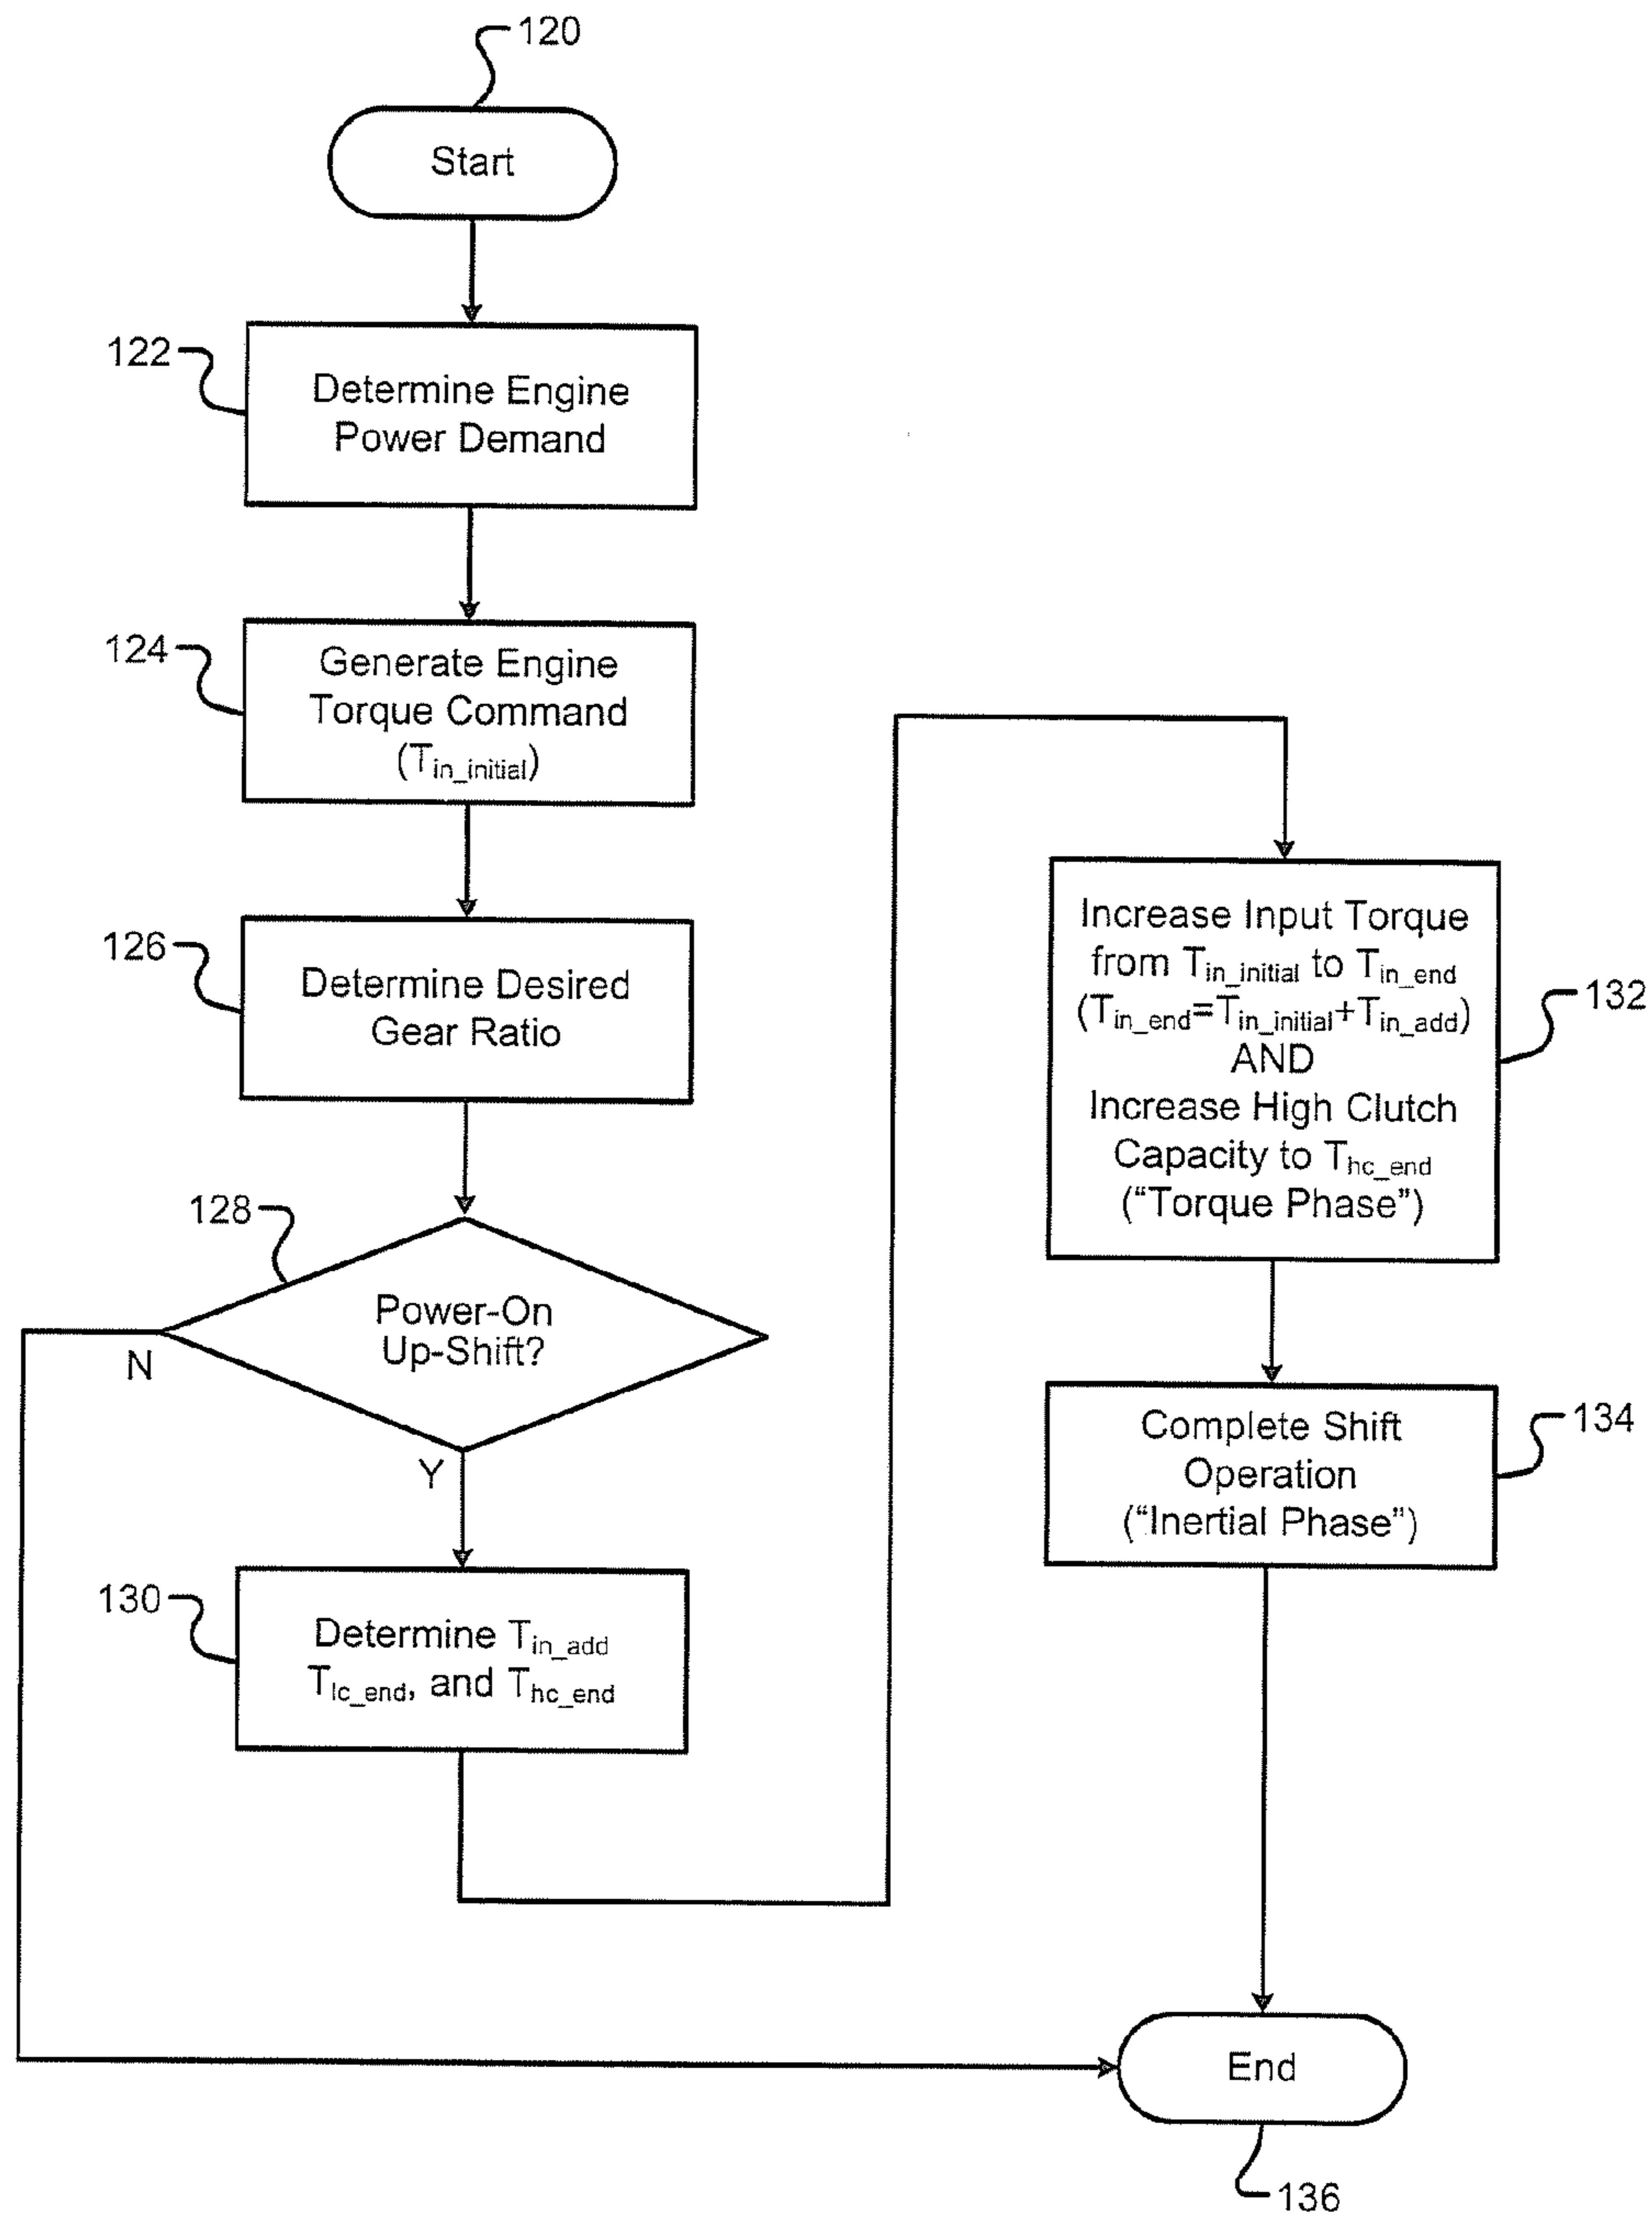 120
Start
122
Determine Engine
Power Demand
124
Generate Engine
Torque Command
(Tin_initial)
126
Determine Desired
Gear Ratio
128
Power-On
Up-Shift?
N
Y
130
Determine Tin_add
Tlc_end, and Thc_end
Increase Input Torque
from Tin_initial to Tin_end
(Tin_end=Tin_initial+Tin_add)
AND
Increase High Clutch
Capacity to Thc_end
("Torque Phase")
132
Complete Shift
Operation
("Inertial Phase")
134
End
136